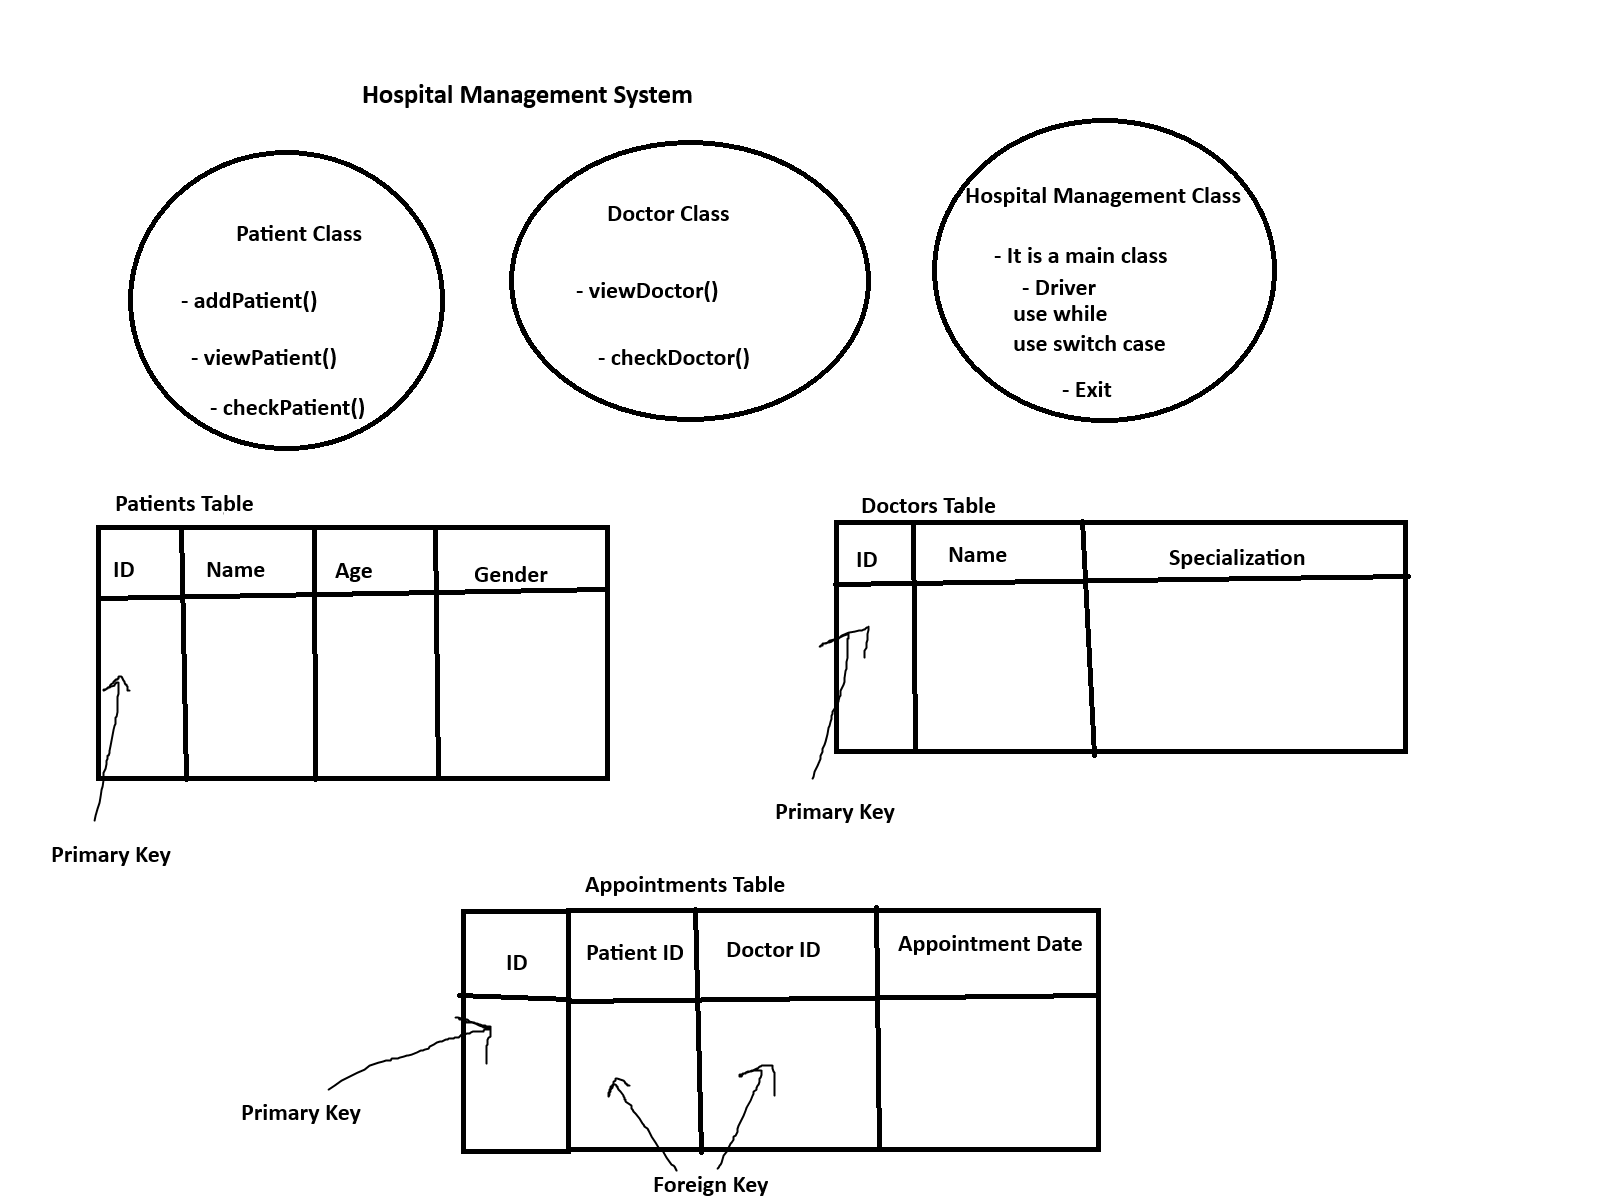 Hospital Management System
Patient Class
- addPatient()
- viewPatient()
- checkPatient()
Doctor Class
- viewDoctor()
- checkDoctor()
Hospital Management Class
- It is a main class
- Driver
use while
use switch case
- Exit
Patients Table
ID Name Age Gender
Primary Key
Doctors Table
ID Name Specialization
Primary Key
Appointments Table
ID Patient ID Doctor ID Appointment Date
Primary Key
Foreign Key